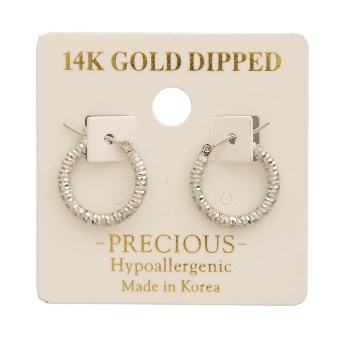 14K GOLD DIPPED
-PRECIOUS-
Hypoallergenic
Made in Korea